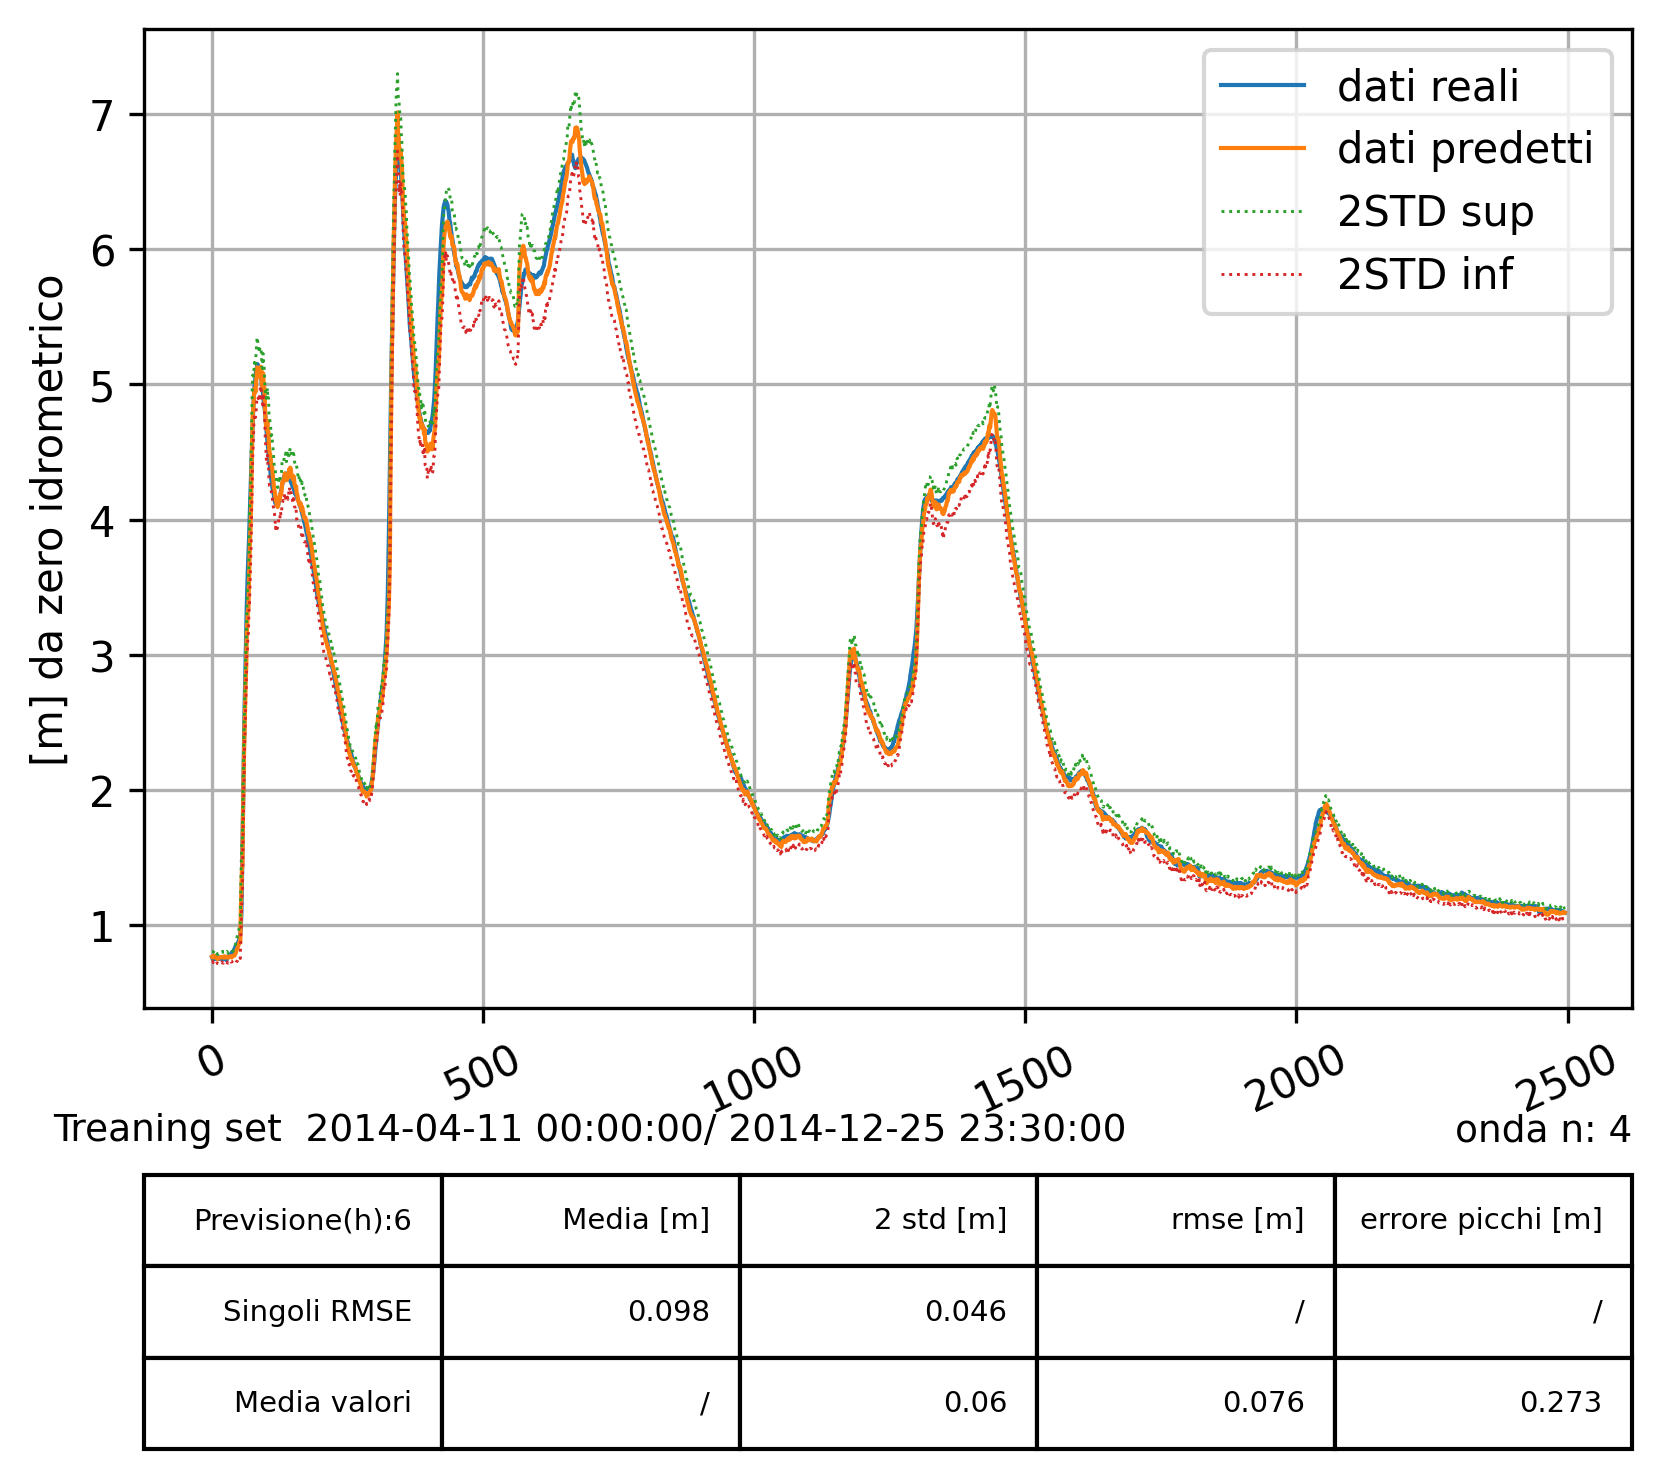 dati reali
dati predetti
2STD sup
2STD inf
[m] da zero idrometrico
7
6
5
4
3
2
1
0 500 1000 1500 2000 2500
Treaning set 2014-04-11 00:00:00/ 2014-12-25 23:30:00 onda n: 4
Previsione(h):6 Media [m] 2 std [m] rmse [m] errore picchi [m]
Singoli RMSE 0.098 0.046 / /
Media valori / 0.06 0.076 0.273